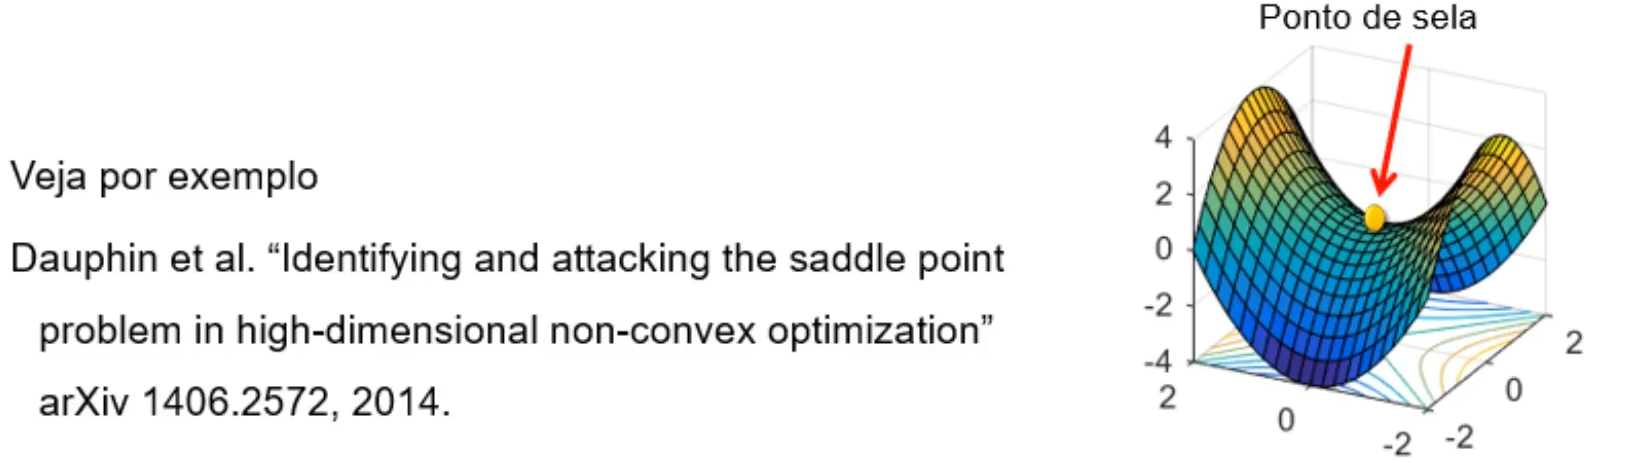 Ponto de sela
Veja por exemplo
Dauphin et al. “Identifying and attacking the saddle point
problem in high-dimensional non-convex optimization”
arXiv 1406.2572, 2014.
4
2
0
-2
-4
2
0
-2
-2
0
2